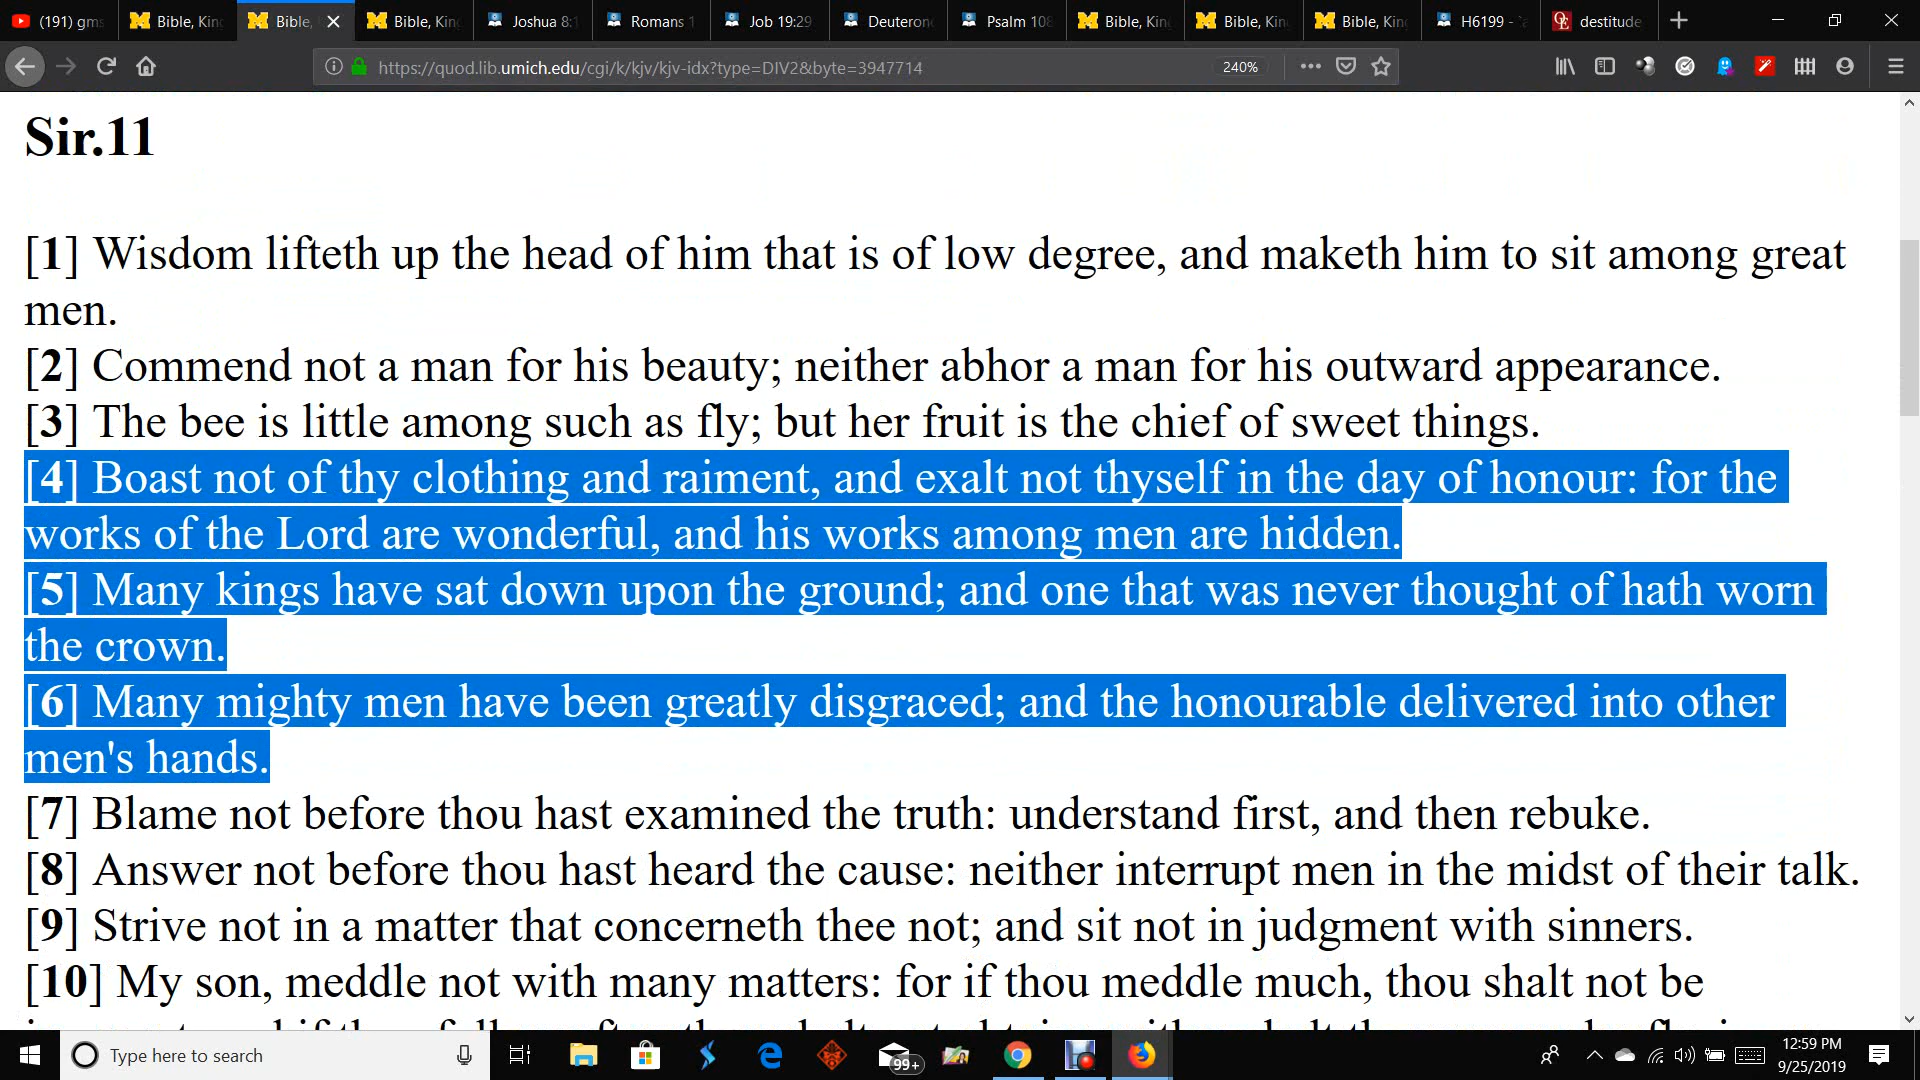 (191) gms
Bible, Kin
Bible,
Bible, Kin
Joshua 8:1
Romans 1
Job 19:29
Deuteron
Psalm 108
Bible, Kin
Bible, Kin
Bible, Kin
H6199 -
destitude
https://quod.lib.umich.edu/cgi/k/kjv/kjv-idx?type=DIV2&byte=3947714
240%
Sir.11
[1] Wisdom lifteth up the head of him that is of low degree, and maketh him to sit among great
men.
[2] Commend not a man for his beauty; neither abhor a man for his outward appearance.
[3] The bee is little among such as fly; but her fruit is the chief of sweet things.
[4] Boast not of thy clothing and raiment, and exalt not thyself in the day of honour: for the
works of the Lord are wonderful, and his works among men are hidden.
[5] Many kings have sat down upon the ground; and one that was never thought of hath worn
the crown.
[6] Many mighty men have been greatly disgraced; and the honourable delivered into other
men's hands.
[7] Blame not before thou hast examined the truth: understand first, and then rebuke.
[8] Answer not before thou hast heard the cause: neither interrupt men in the midst of their talk.
[9] Strive not in a matter that concerneth thee not; and sit not in judgment with sinners.
[10] My son, meddle not with many matters: for if thou meddle much, thou shalt not be
Type here to search
99+
12:59 PM
9/25/2019